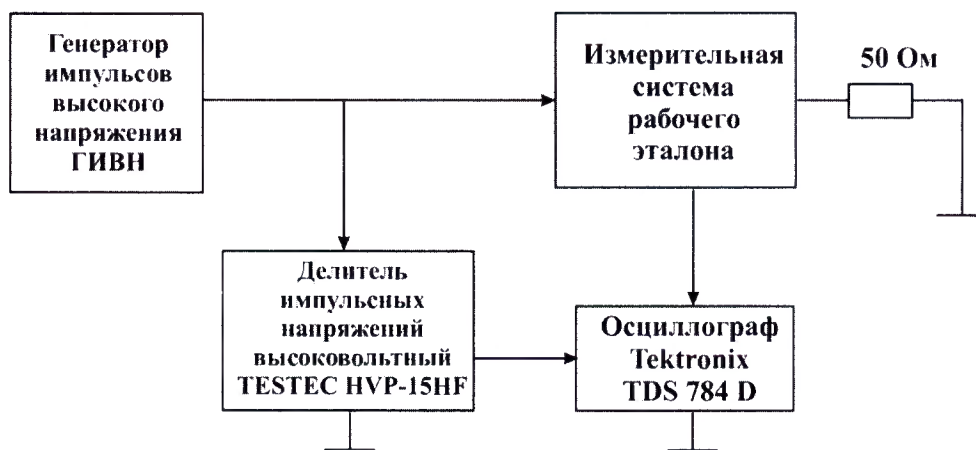 Генератор
импульсов
высокого
напряжения
ГИВН
Измерительная
система
рабочего
эталона
50 Ом
Делитель
импульсных
напряжений
высоковольтный
TESTEC HVP-15HF
Осциллограф
Tektronix
TDS 784 D